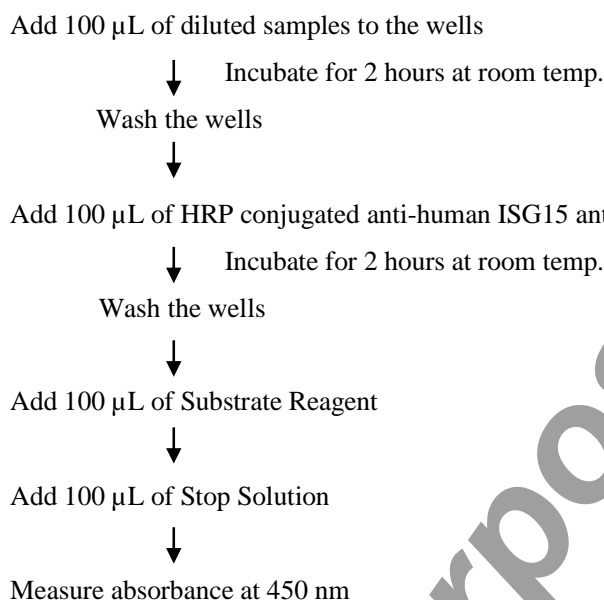 Add 100 µL of diluted samples to the wells
Incubate for 2 hours at room temp.
Wash the wells
Add 100 µL of HRP conjugated anti-human ISG15
Incubate for 2 hours at room temp.
Wash the wells
Add 100 µL of Substrate Reagent
Add 100 µL of Stop Solution
Measure absorbance at 450 nm